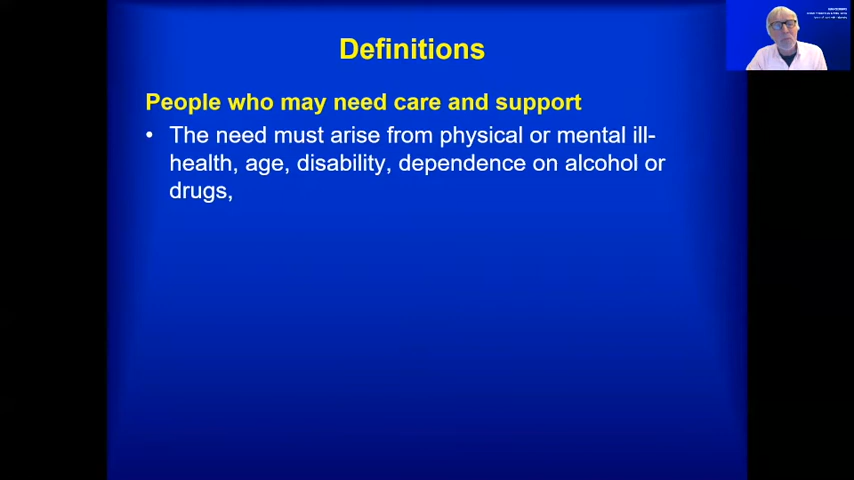 Definitions
People who may need care and support
• The need must arise from physical or mental ill-
health, age, disability, dependence on alcohol or
drugs,